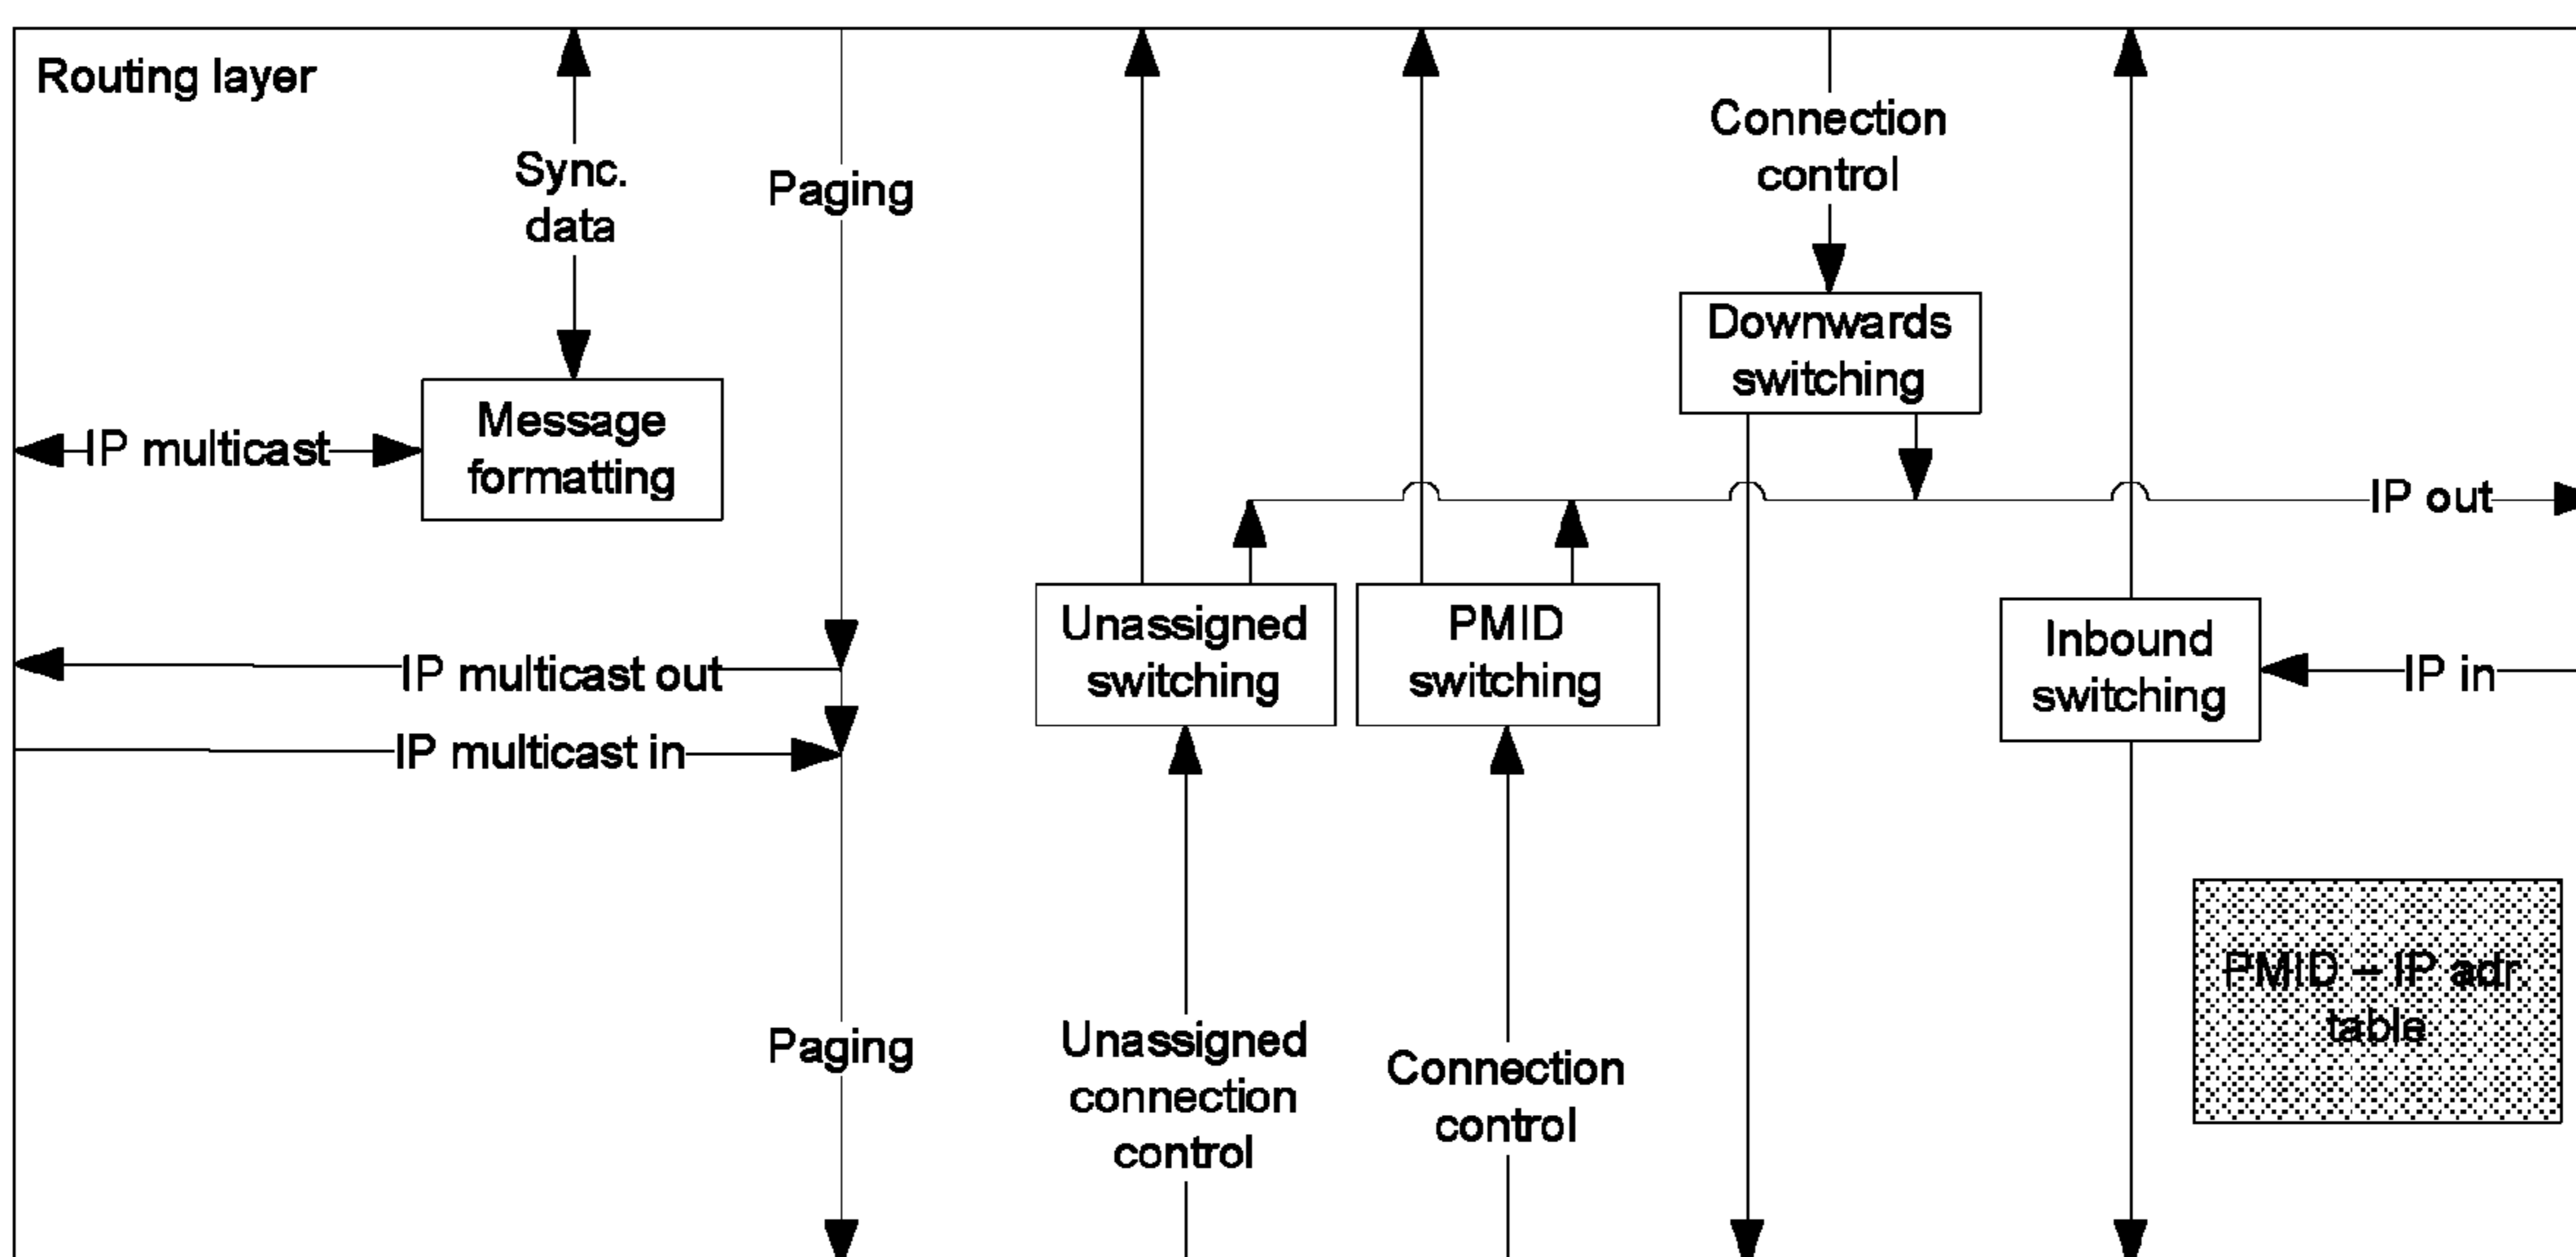 Routing layer
Sync.
data
Paging
Connection
control
Downwards
switching
IP multicast
Message
formatting
IP out
Unassigned
switching
PMID
switching
Inbound
switching
IP multicast out
IP in
IP multicast in
PMID – IP adr.
table
Paging
Unassigned
connection
control
Connection
control